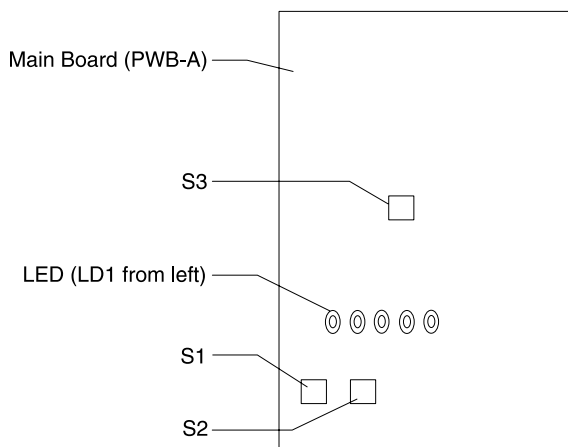 Main Board (PWB-A)
S3
LED (LD1 from left)
S1
S2